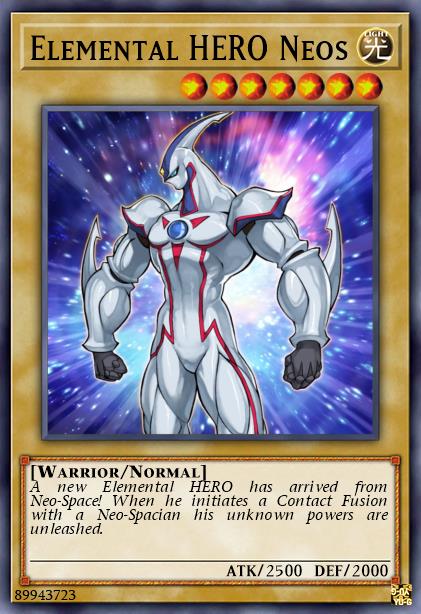 Elemental HERO Neos
LIGHT
光
[Warrior/Normal]
A new Elemental HERO has arrived from
Neo-Space! When he initiates a Contact Fusion
with a Neo-Spacian his unknown powers are
unleashed.
ATK/2500 DEF/2000
89943723